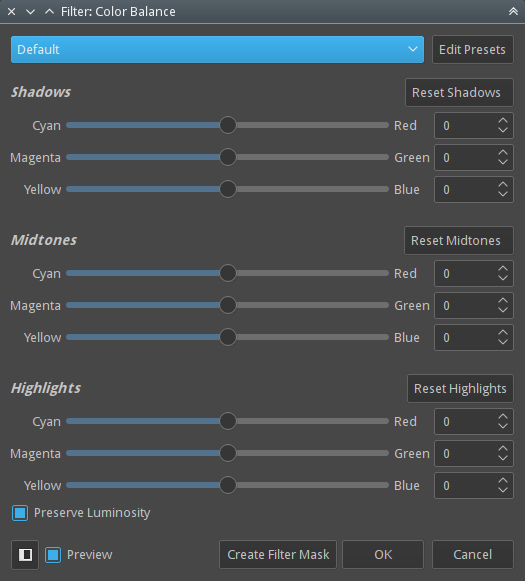 Filter: Color Balance
Default Edit Presets
Shadows Reset Shadows
Cyan Red 0
Magenta Green 0
Yellow Blue 0
Midtones Reset Midtones
Cyan Red 0
Magenta Green 0
Yellow Blue 0
Highlights Reset Highlights
Cyan Red 0
Magenta Green 0
Yellow Blue 0
Preserve Luminosity
Preview Create Filter Mask OK Cancel